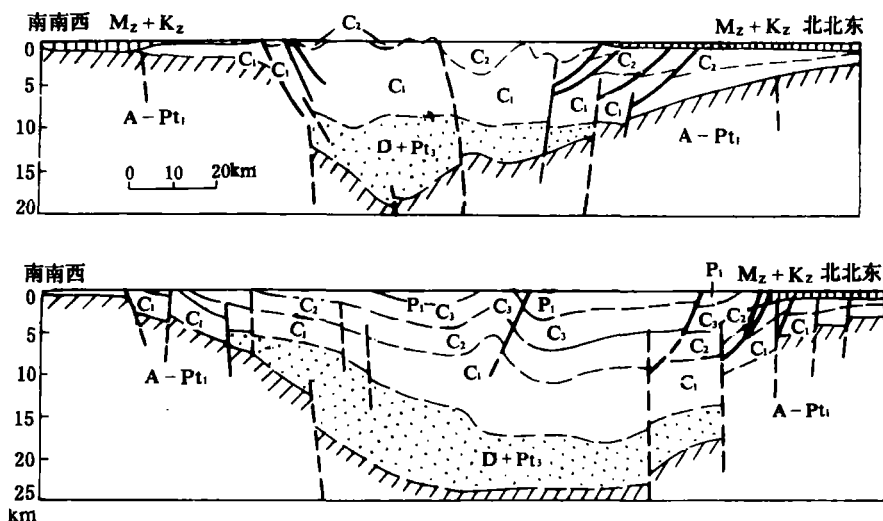 南南西 Mz+Kz C₂ Mz+Kz 北北东
0
5
10
15
20
C₁ C₁ C₁ C₂ C₁ C₂ C₂ C₁ C₁
A-Pt₁ D+Pt₃ A-Pt₁
0 10 20km
南南西 P₁ Mz+Kz 北北东
0
5
10
15
20
25
km
C₁ C₁ C₂ C₁ P₁ C₃ C₂ C₁ C₃ P₁ C₃ C₃ C₂ C₂ C₁ C₁ C₁
A-Pt₁ D+Pt₃ A-Pt₁